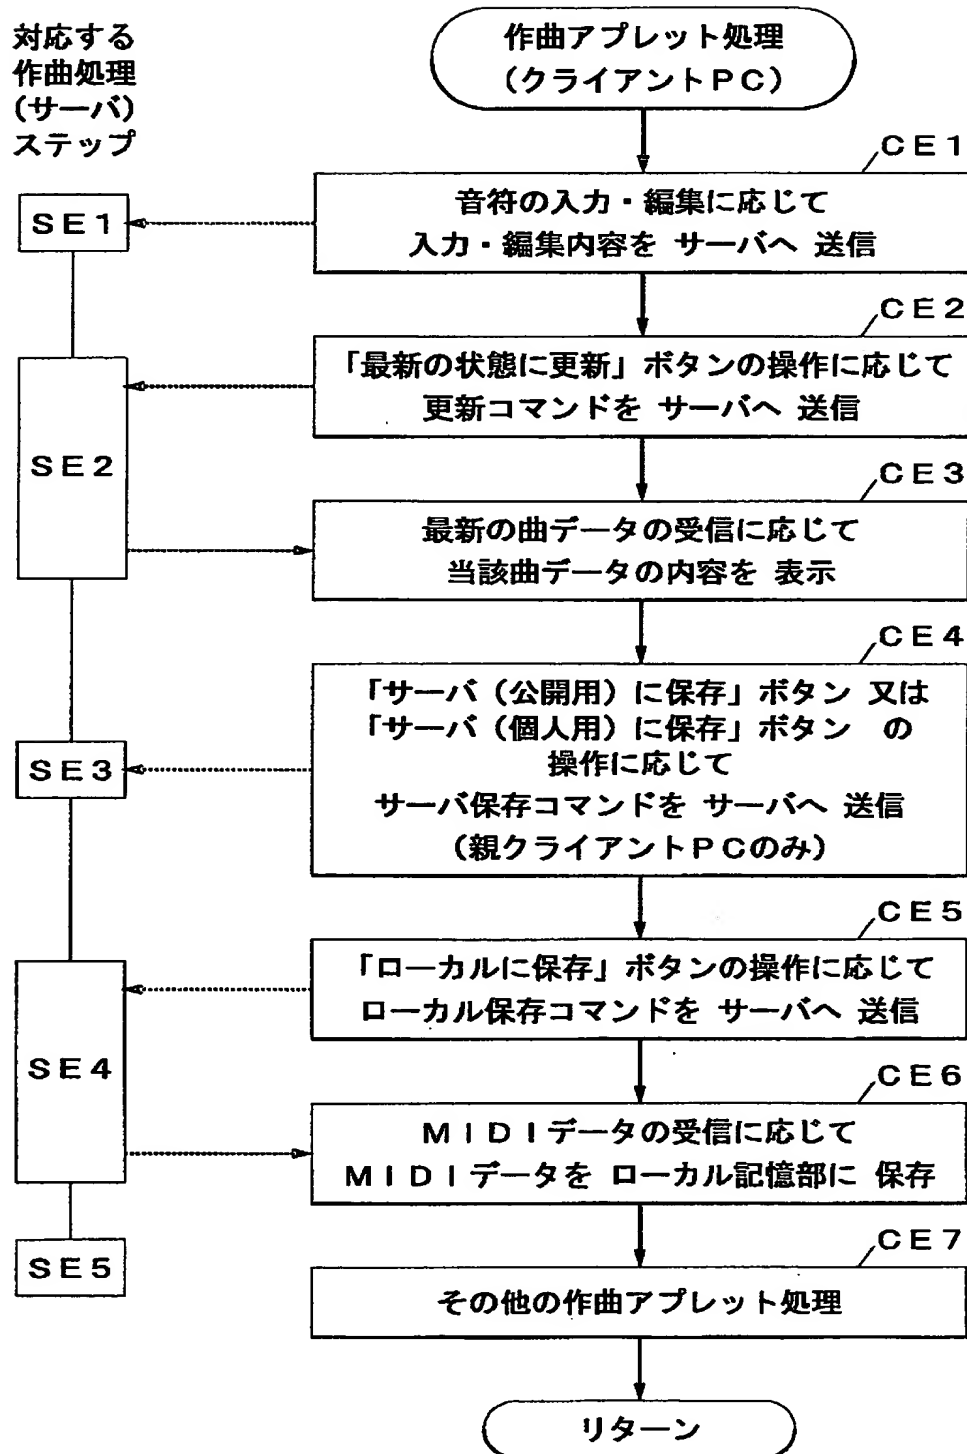 対応する
作曲処理
(サーバ)
ステップ
作曲アプレット処理
(クライアントPC)
CE1
SE1
音符の入力・編集に応じて
入力・編集内容を サーバへ 送信
CE2
「最新の状態に更新」ボタンの操作に応じて
更新コマンドを サーバへ 送信
SE2
CE3
最新の曲データの受信に応じて
当該曲データの内容を 表示
CE4
「サーバ(公開用)に保存」ボタン 又は
「サーバ(個人用)に保存」ボタン の
操作に応じて
サーバ保存コマンドを サーバへ 送信
(親クライアントPCのみ)
SE3
CE5
「ローカルに保存」ボタンの操作に応じて
ローカル保存コマンドを サーバへ 送信
SE4
CE6
MIDIデータの受信に応じて
MIDIデータを ローカル記憶部に 保存
CE7
SE5
その他の作曲アプレット処理
リターン